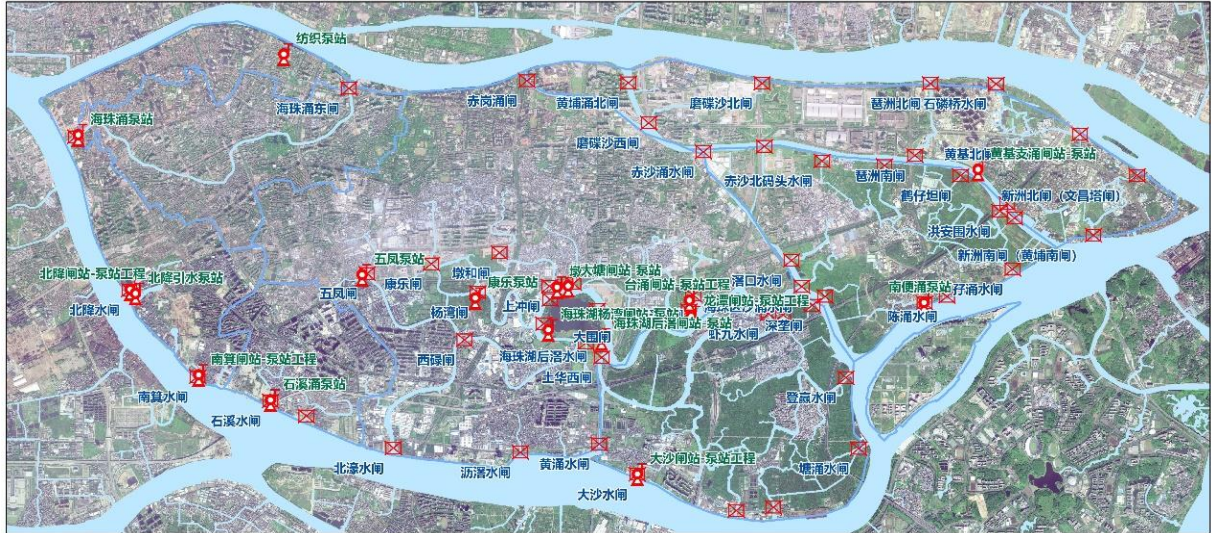 纺织泵站
海珠涌东闸
赤岗涌闸
黄埔涌北闸
磨碟沙北闸
琶洲北闸
石磷桥水闸
海珠涌泵站
磨碟沙西闸
赤沙涌水闸
赤沙北码头水闸
琶洲南闸
黄基北闸
黄基支涌闸站-泵站
鹤仔坦闸
新洲北闸（文昌塔闸）
洪安围水闸
新洲南闸（黄埔南闸）
北降闸站-泵站工程
北降引水泵站
北降水闸
五凤泵站
五凤闸
康乐闸
墩和闸
康乐泵站
杨湾闸
上冲闸
墩大塘闸站-泵站
台涌闸站-泵站工程
滘口水闸
龙潭闸站-泵站工程
南便涌泵站
仔涌水闸
陈涌水闸
海珠湖杨湾闸站-泵站
海珠湖后滘闸站-泵站
深垄闸
虾九水闸
大围闸
西碌闸
海珠湖后滘水闸
土华西闸
南箕闸站-泵站工程
南箕水闸
石溪涌泵站
石溪水闸
登瀛水闸
北濠水闸
沥滘水闸
黄涌水闸
大沙闸站-泵站工程
大沙水闸
塘涌水闸